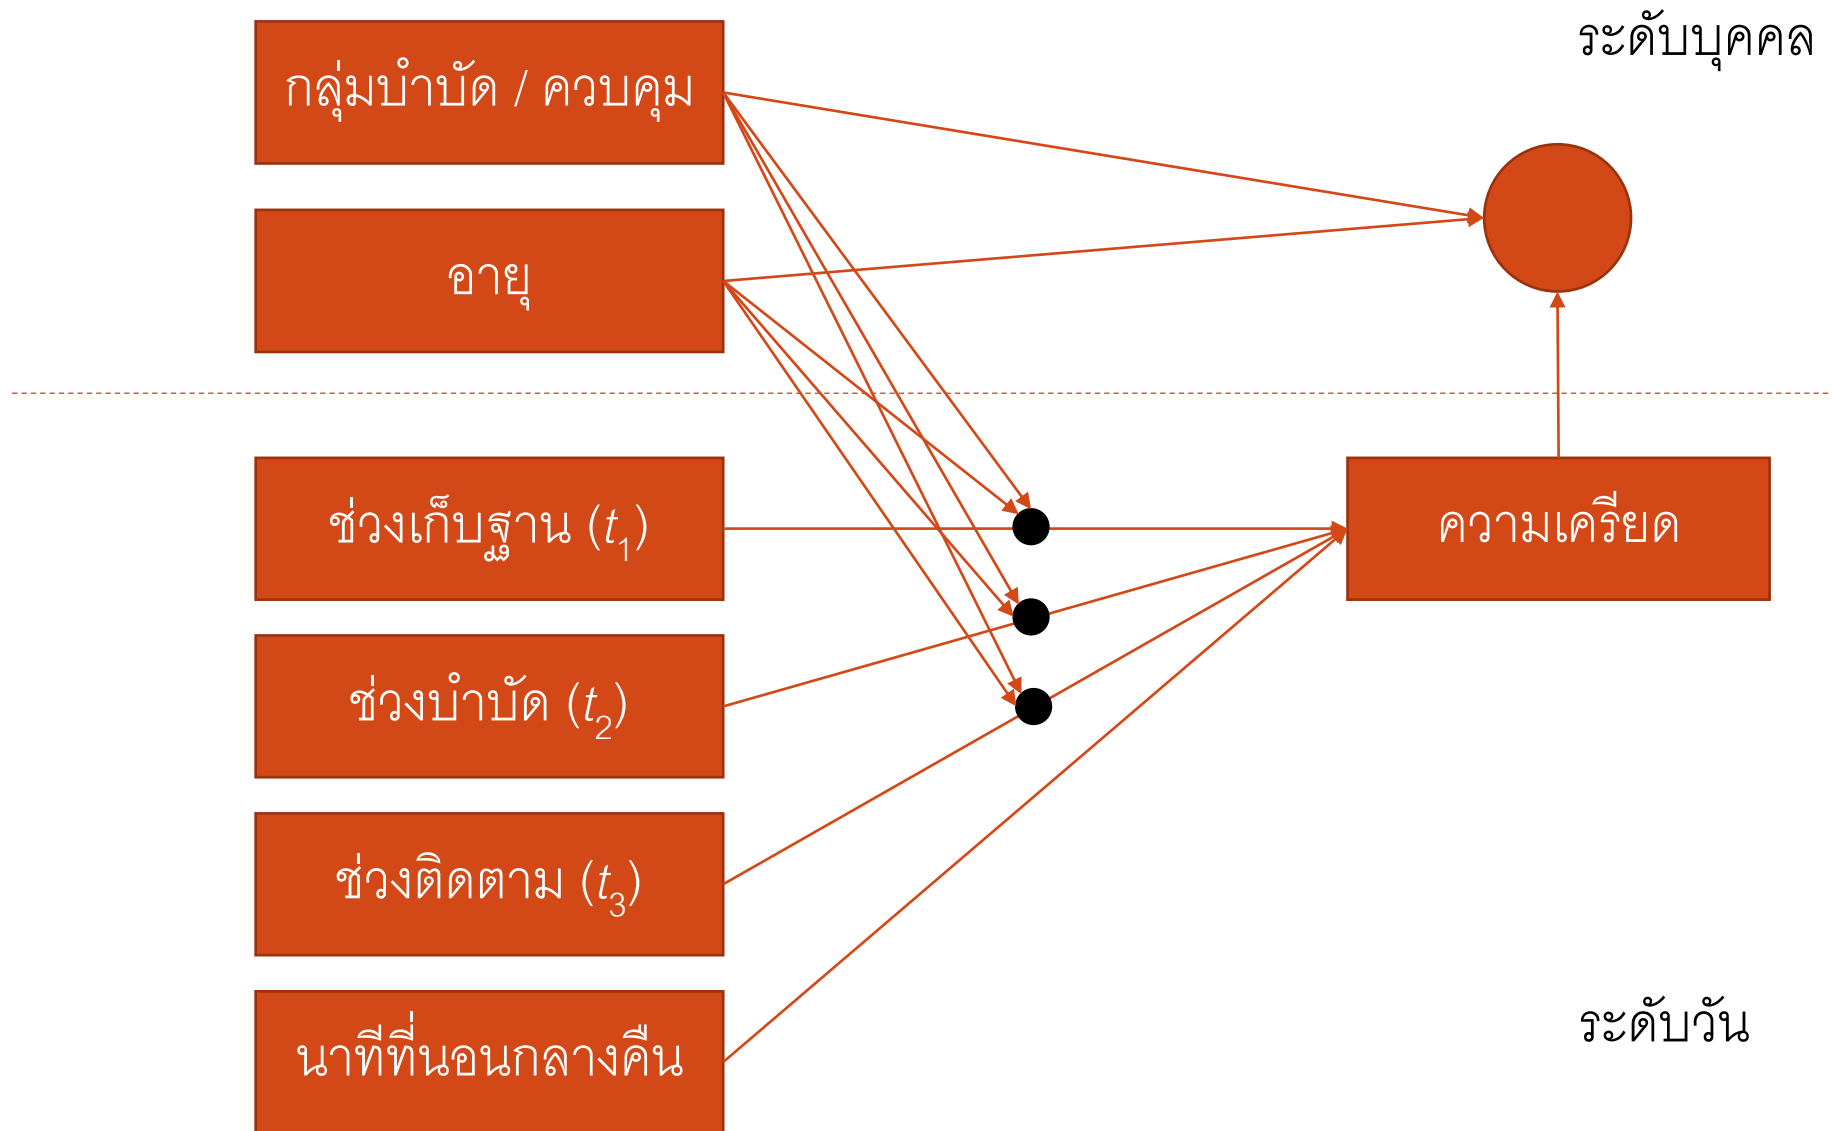 ระดับบุคคล
กลุ่มบำบัด / ควบคุม
อายุ
ช่วงเก็บฐาน (t1)
ความเครียด
ช่วงบำบัด (t2)
ช่วงติดตาม (t3)
ระดับวัน
นาทีที่นอนกลางคืน